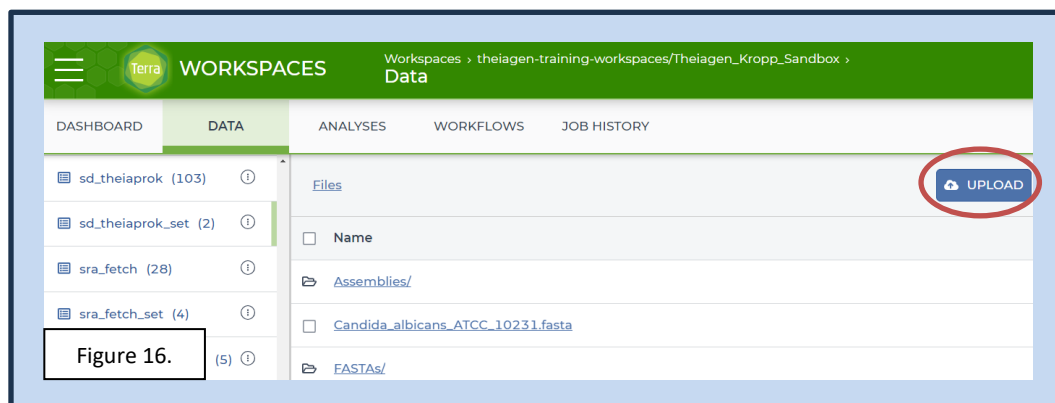 Terra
WORKSPACES
Workspaces › theiagen-training-workspaces/Theiagen_Kropp_Sandbox ›
Data
DASHBOARD DATA ANALYSES WORKFLOWS JOB HISTORY
sd_theiaprok (103)
sd_theiaprok_set (2)
sra_fetch (28)
sra_fetch_set (4)
(5)
Figure 16.
Files
UPLOAD
Name
Assemblies/
Candida_albicans_ATCC_10231.fasta
FASTAs/